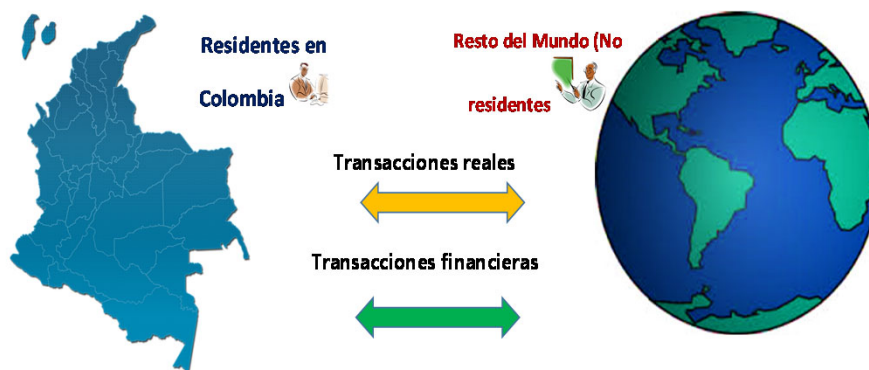 Residentes en
Colombia
Resto del Mundo (No
residentes
Transacciones reales
Transacciones financieras